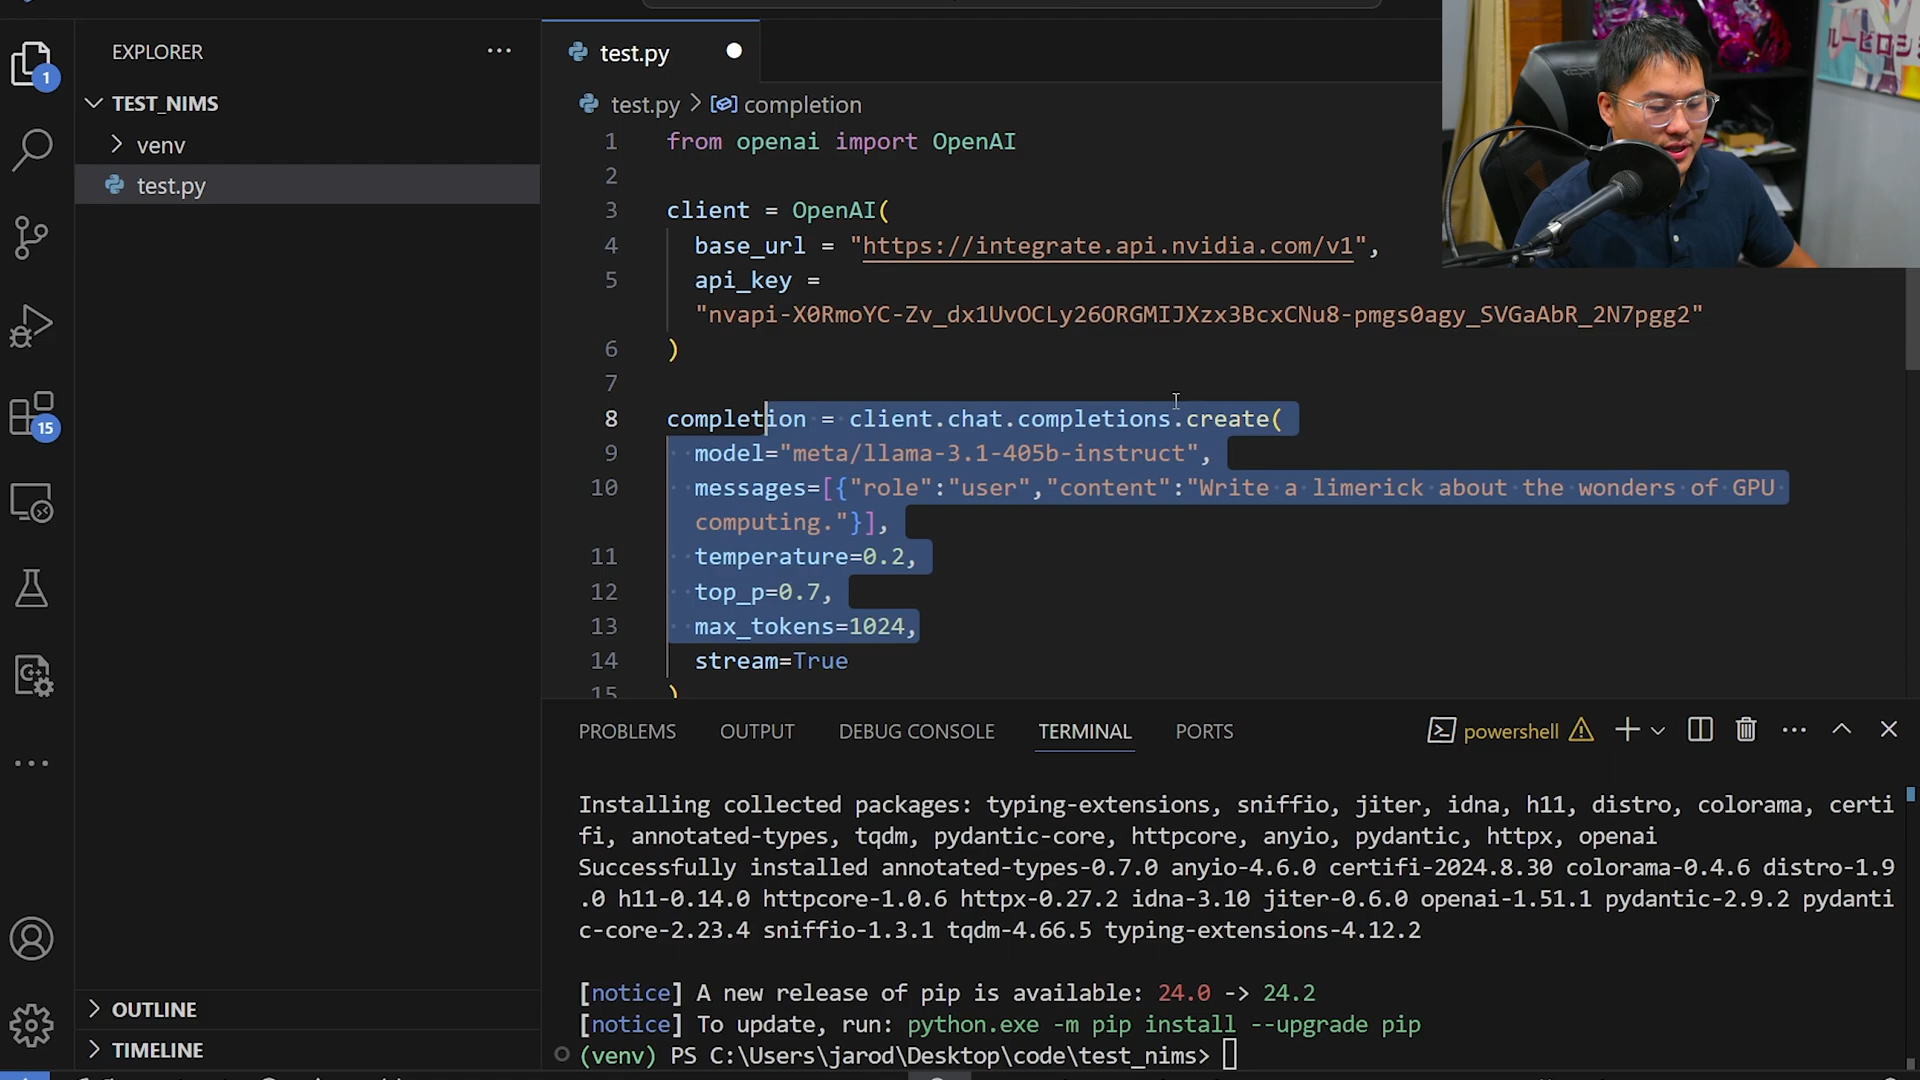 EXPLORER
TEST_NIMS
venv
test.py
OUTLINE
TIMELINE
1
15
test.py
test.py > completion
1 from openai import OpenAI
2
3 client = OpenAI(
4 base_url = "https://integrate.api.nvidia.com/v1",
5 api_key =
"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"
6 )
7
8 completion = client.chat.completions.create(
9 model="meta/llama-3.1-405b-instruct",
10 messages=[{"role":"user","content":"Write a limerick about the wonders of GPU
computing."}],
11 temperature=0.2,
12 top_p=0.7,
13 max_tokens=1024,
14 stream=True
15 )
PROBLEMS OUTPUT DEBUG CONSOLE TERMINAL PORTS powershell
Installing collected packages: typing-extensions, sniffio, jiter, idna, h11, distro, colorama, certi
fi, annotated-types, tqdm, pydantic-core, httpcore, anyio, pydantic, httpx, openai
Successfully installed annotated-types-0.7.0 anyio-4.6.0 certifi-2024.8.30 colorama-0.4.6 distro-1.9
.0 h11-0.14.0 httpcore-1.0.6 httpx-0.27.2 idna-3.10 jiter-0.6.0 openai-1.51.1 pydantic-2.9.2 pydanti
c-core-2.23.4 sniffio-1.3.1 tqdm-4.66.5 typing-extensions-4.12.2
[notice] A new release of pip is available: 24.0 -> 24.2
[notice] To update, run: python.exe -m pip install --upgrade pip
(venv) PS C:\Users\jarod\Desktop\code\test_nims>